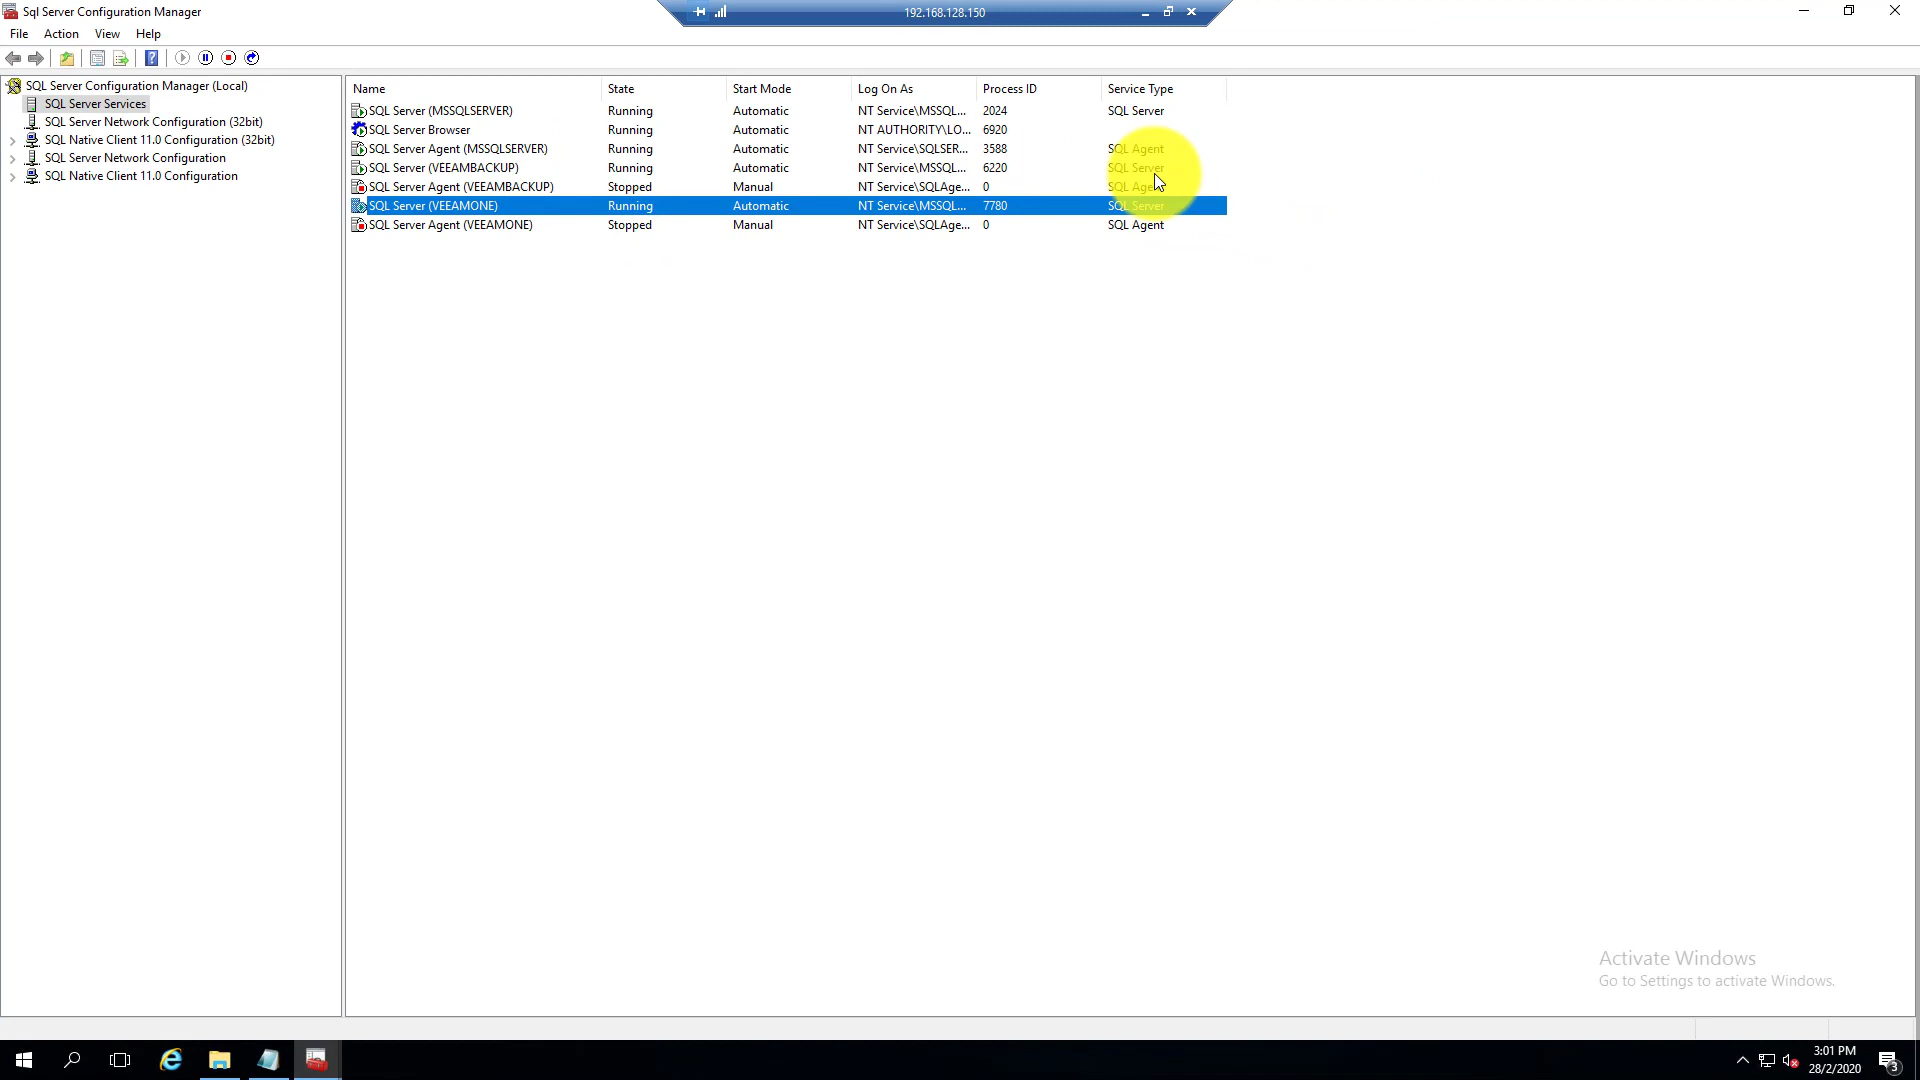 Sql Server Configuration Manager
192.168.128.150
File Action View Help
SQL Server Configuration Manager (Local)
SQL Server Services
SQL Server Network Configuration (32bit)
SQL Native Client 11.0 Configuration (32bit)
SQL Server Network Configuration
SQL Native Client 11.0 Configuration
Name State Start Mode Log On As Process ID Service Type
SQL Server (MSSQLSERVER) Running Automatic NT Service\MSSQL... 2024 SQL Server
SQL Server Browser Running Automatic NT AUTHORITY\LO... 6920
SQL Server Agent (MSSQLSERVER) Running Automatic NT Service\SQLSER... 3588 SQL Agent
SQL Server (VEEAMBACKUP) Running Automatic NT Service\MSSQL... 6220 SQL Server
SQL Server Agent (VEEAMBACKUP) Stopped Manual NT Service\SQLAge... 0 SQL Agent
SQL Server (VEEAMONE) Running Automatic NT Service\MSSQL... 7780 SQL Server
SQL Server Agent (VEEAMONE) Stopped Manual NT Service\SQLAge... 0 SQL Agent
Activate Windows
Go to Settings to activate Windows.
3:01 PM
28/2/2020
3